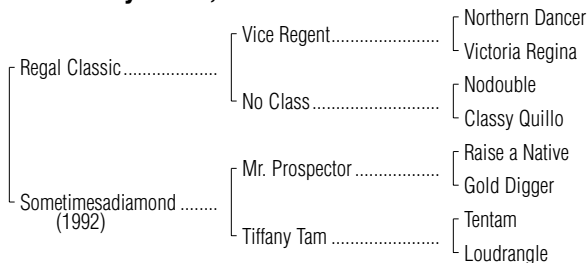 Northern Dancer
Vice Regent
Victoria Regina
Regal Classic
Nodouble
No Class
Classy Quillo
Raise a Native
Mr. Prospector
Gold Digger
Sometimesadiamond
(1992)
Tentam
Tiffany Tam
Loudrangle